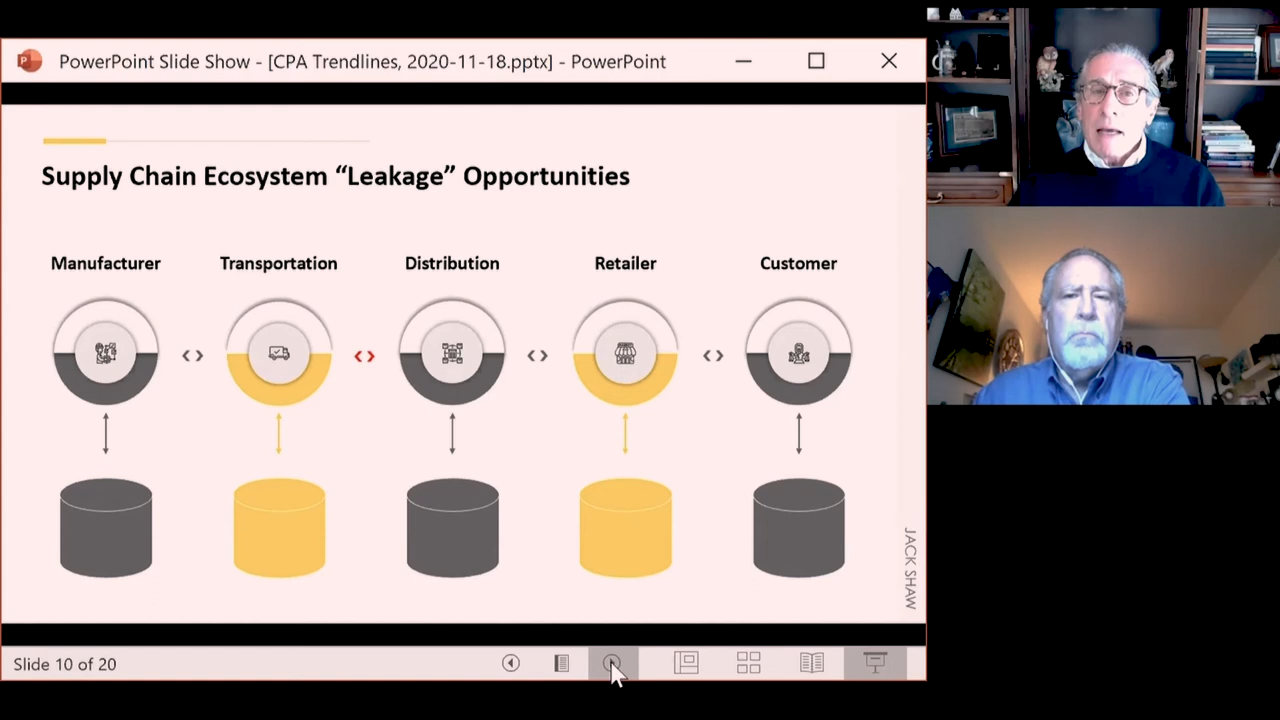 PowerPoint Slide Show - [CPA Trendlines, 2020-11-18.pptx] - PowerPoint
Supply Chain Ecosystem “Leakage” Opportunities
Manufacturer Transportation Distribution Retailer Customer
JACK SHAW
Slide 10 of 20